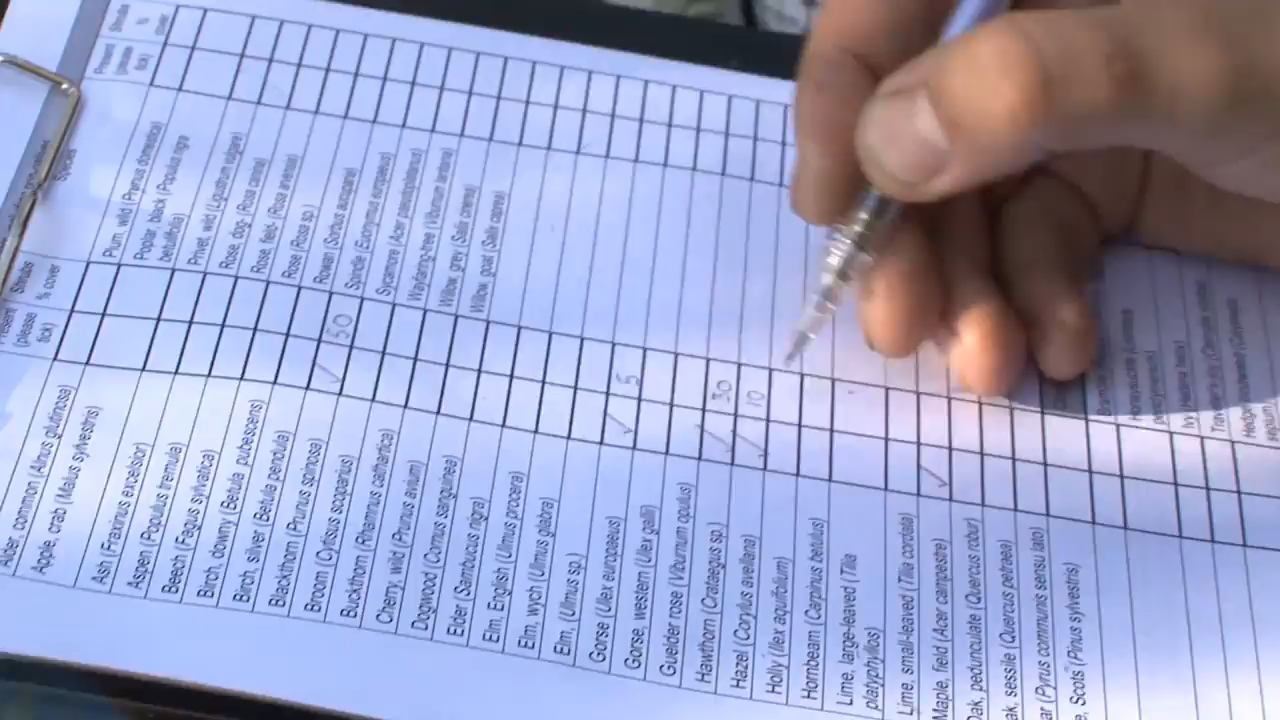 Present
(please
tick)
Shrubs
% cover
Species
Present
(please
tick)
Shrubs
%
cover
Alder, common (Alnus glutinosa)
Apple, crab (Malus sylvestris)
Ash (Fraxinus excelsior)
Aspen (Populus tremula)
Beech (Fagus sylvatica)
Birch, downy (Betula pubescens)
Birch, silver (Betula pendula)
Blackthorn (Prunus spinosa) ✓ 50
Broom (Cytisus scoparius)
Buckthorn (Rhamnus cathartica)
Cherry, wild (Prunus avium)
Dogwood (Cornus sanguinea)
Elder (Sambucus nigra)
Elm, English (Ulmus procera)
Elm, wych (Ulmus glabra)
Elm, (Ulmus sp.)
Gorse (Ulex europaeus) ✓ 5
Gorse, western (Ulex gallii)
Guelder rose (Viburnum opulus)
Hawthorn (Crataegus sp.) ✓ 30
Hazel (Corylus avellana) ✓ 10
Holly (Ilex aquifolium)
Hornbeam (Carpinus betulus)
Lime, large-leaved (Tilia
platyphyllos)
Lime, small-leaved (Tilia cordata)
Maple, field (Acer campestre) ✓
Oak, pedunculate (Quercus robur)
ak, sessile (Quercus petraea)
ar (Pyrus communis sensu lato)
e, Scots (Pinus sylvestris)
Plum, wild (Prunus domestica)
Poplar, black (Populus nigra
betulifolia)
Privet, wild (Ligustrum vulgare)
Rose, dog- (Rosa canina)
Rose, field- (Rosa arvensis)
Rose (Rosa sp.)
Rowan (Sorbus aucuparia)
Spindle (Euonymus europaeus)
Sycamore (Acer pseudoplatanus)
Wayfaring-tree (Viburnum lantana)
Willow, grey (Salix cinerea)
Willow, goat (Salix caprea)
Honeysuckle (Lonicera
periclymenum)
Ivy (Hedera helix)